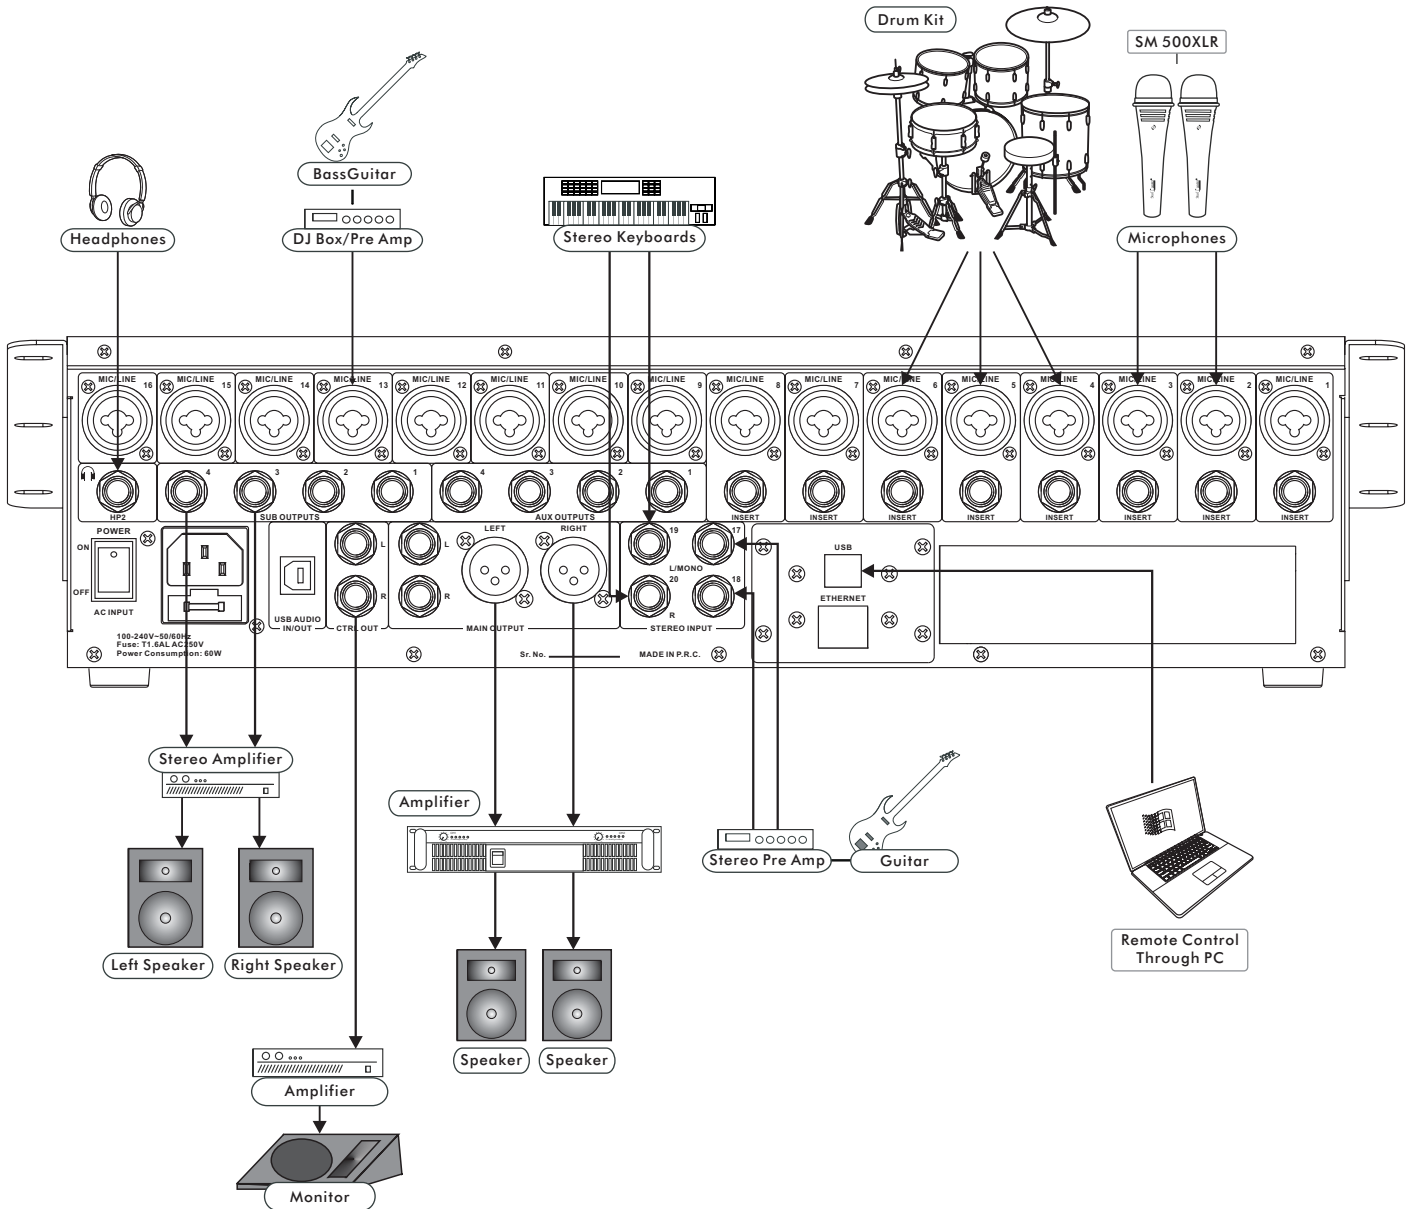 Drum Kit
SM 500XLR
BassGuitar
Headphones
DJ Box/Pre Amp
Stereo Keyboards
Microphones
MIC/LINE 16
MIC/LINE 15
MIC/LINE 14
MIC/LINE 13
MIC/LINE 12
MIC/LINE 11
MIC/LINE 10
MIC/LINE 9
MIC/LINE 8
MIC/LINE 7
MIC/LINE 6
MIC/LINE 5
MIC/LINE 4
MIC/LINE 3
MIC/LINE 2
MIC/LINE 1
4 3 2 1 4 3 2 1
HP2
SUB OUTPUTS
AUX OUTPUTS
INSERT INSERT INSERT INSERT INSERT INSERT INSERT INSERT
POWER
ON
OFF
AC INPUT
USB AUDIO
IN/OUT
L
R
CTRL OUT
L
R
LEFT
RIGHT
MAIN OUTPUT
19 17
L/MONO
20 18
R
STEREO INPUT
USB
ETHERNET
100-240V~50/60Hz
Fuse: T1.6AL AC250V
Power Consumption: 60W
Sr. No.
MADE IN P.R.C.
Stereo Amplifier
Amplifier
Stereo Pre Amp
Guitar
Left Speaker
Right Speaker
Remote Control
Through PC
Speaker
Speaker
Amplifier
Monitor